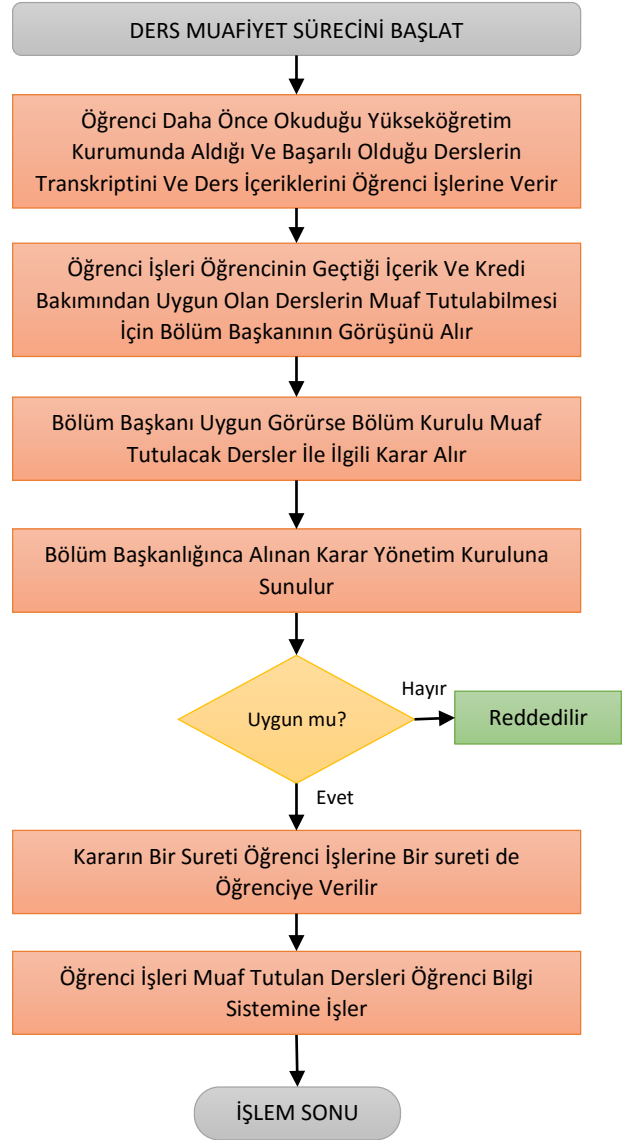 DERS MUAFİYET SÜRECİNİ BAŞLAT
Öğrenci Daha Önce Okuduğu Yükseköğretim
Kurumunda Aldığı Ve Başarılı Olduğu Derslerin
Transkriptini Ve Ders İçeriklerini Öğrenci İşlerine Verir
Öğrenci İşleri Öğrencinin Geçtiği İçerik Ve Kredi
Bakımından Uygun Olan Derslerin Muaf Tutulabilmesi
İçin Bölüm Başkanının Görüşünü Alır
Bölüm Başkanı Uygun Görürse Bölüm Kurulu Muaf
Tutulacak Dersler İle İlgili Karar Alır
Bölüm Başkanlığınca Alınan Karar Yönetim Kuruluna
Sunulur
Uygun mu?
Hayır
Reddedilir
Evet
Kararın Bir Sureti Öğrenci İşlerine Bir sureti de
Öğrenciye Verilir
Öğrenci İşleri Muaf Tutulan Dersleri Öğrenci Bilgi
Sistemine İşler
İŞLEM SONU